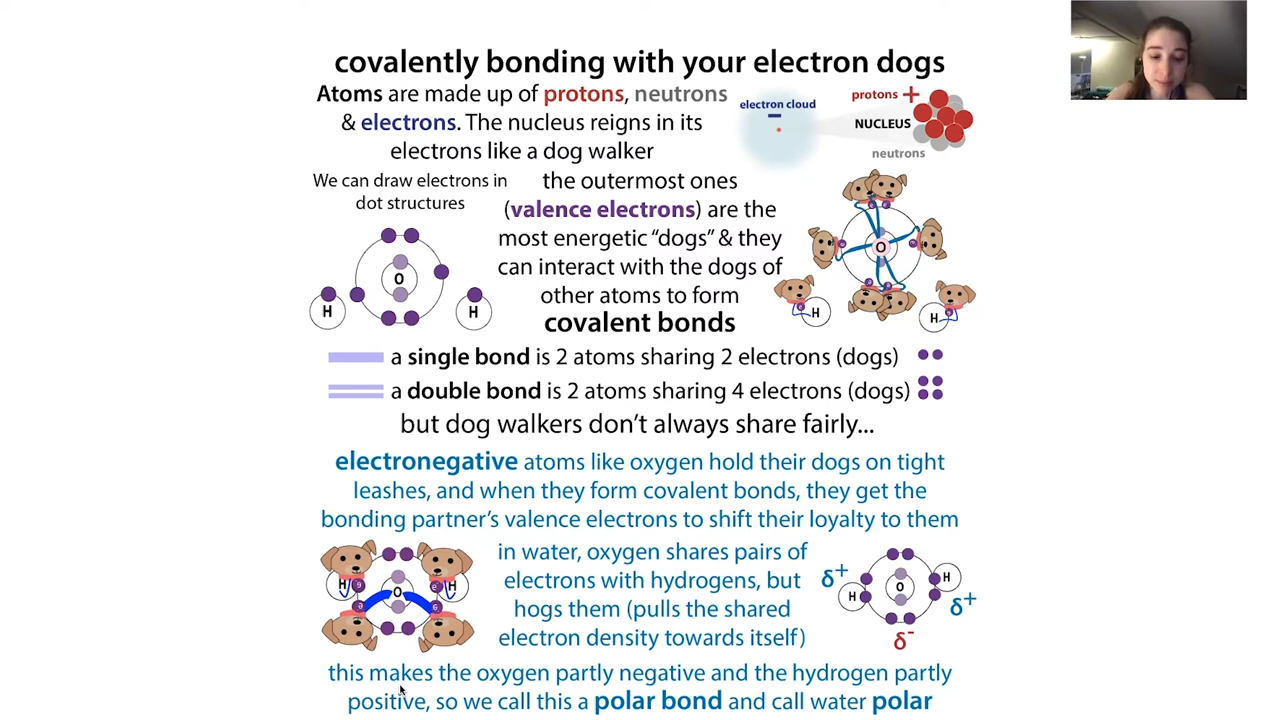 covalently bonding with your electron dogs
Atoms are made up of protons, neutrons
& electrons. The nucleus reigns in its
electrons like a dog walker
electron cloud
−
protons +
NUCLEUS
neutrons
We can draw electrons in
dot structures
O
H
H
the outermost ones
(valence electrons) are the
most energetic “dogs” & they
can interact with the dogs of
other atoms to form
covalent bonds
O
H
H
a single bond is 2 atoms sharing 2 electrons (dogs)
a double bond is 2 atoms sharing 4 electrons (dogs)
but dog walkers don’t always share fairly...
electronegative atoms like oxygen hold their dogs on tight
leashes, and when they form covalent bonds, they get the
bonding partner’s valence electrons to shift their loyalty to them
H
O
H
in water, oxygen shares pairs of
electrons with hydrogens, but
hogs them (pulls the shared
electron density towards itself)
δ+
H
O
H
δ+
δ-
this makes the oxygen partly negative and the hydrogen partly
positive, so we call this a polar bond and call water polar